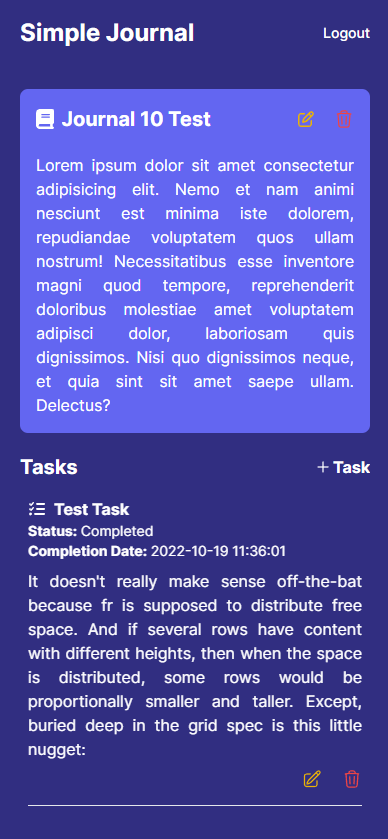 Simple Journal
Logout
Journal 10 Test
Lorem ipsum dolor sit amet consectetur
adipisicing elit. Nemo et nam animi
nesciunt est minima iste dolorem,
repudiandae voluptatem quos ullam
nostrum! Necessitatibus esse inventore
magni quod tempore, reprehenderit
doloribus molestiae amet voluptatem
adipisci dolor, laboriosam quis
dignissimos. Nisi quo dignissimos neque,
et quia sint sit amet saepe ullam.
Delectus?
Tasks
+ Task
Test Task
Status: Completed
Completion Date: 2022-10-19 11:36:01
It doesn't really make sense off-the-bat
because fr is supposed to distribute free
space. And if several rows have content
with different heights, then when the space
is distributed, some rows would be
proportionally smaller and taller. Except,
buried deep in the grid spec is this little
nugget: